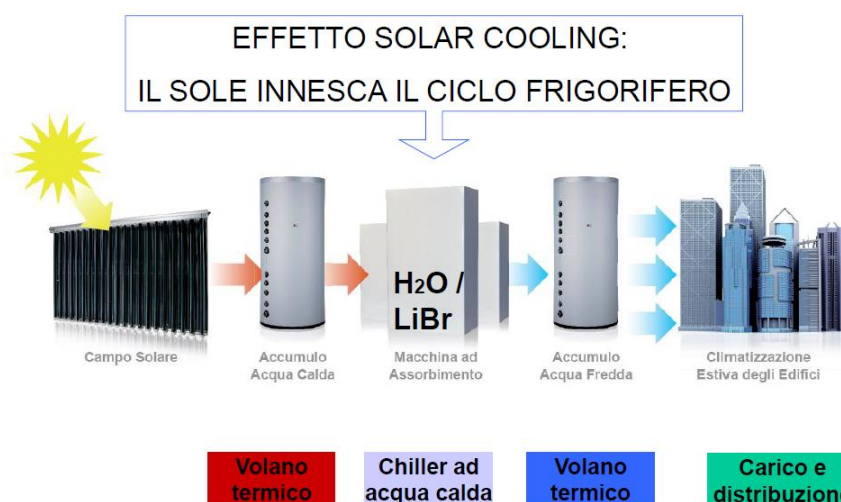 EFFETTO SOLAR COOLING:
IL SOLE INNESCA IL CICLO FRIGORIFERO
H2O /
LiBr
Campo Solare
Accumulo
Acqua Calda
Macchina ad
Assorbimento
Accumulo
Acqua Fredda
Climatizzazione
Estiva degli Edifici
Volano
termico
Chiller ad
acqua calda
Volano
termico
Carico e
distribuzione